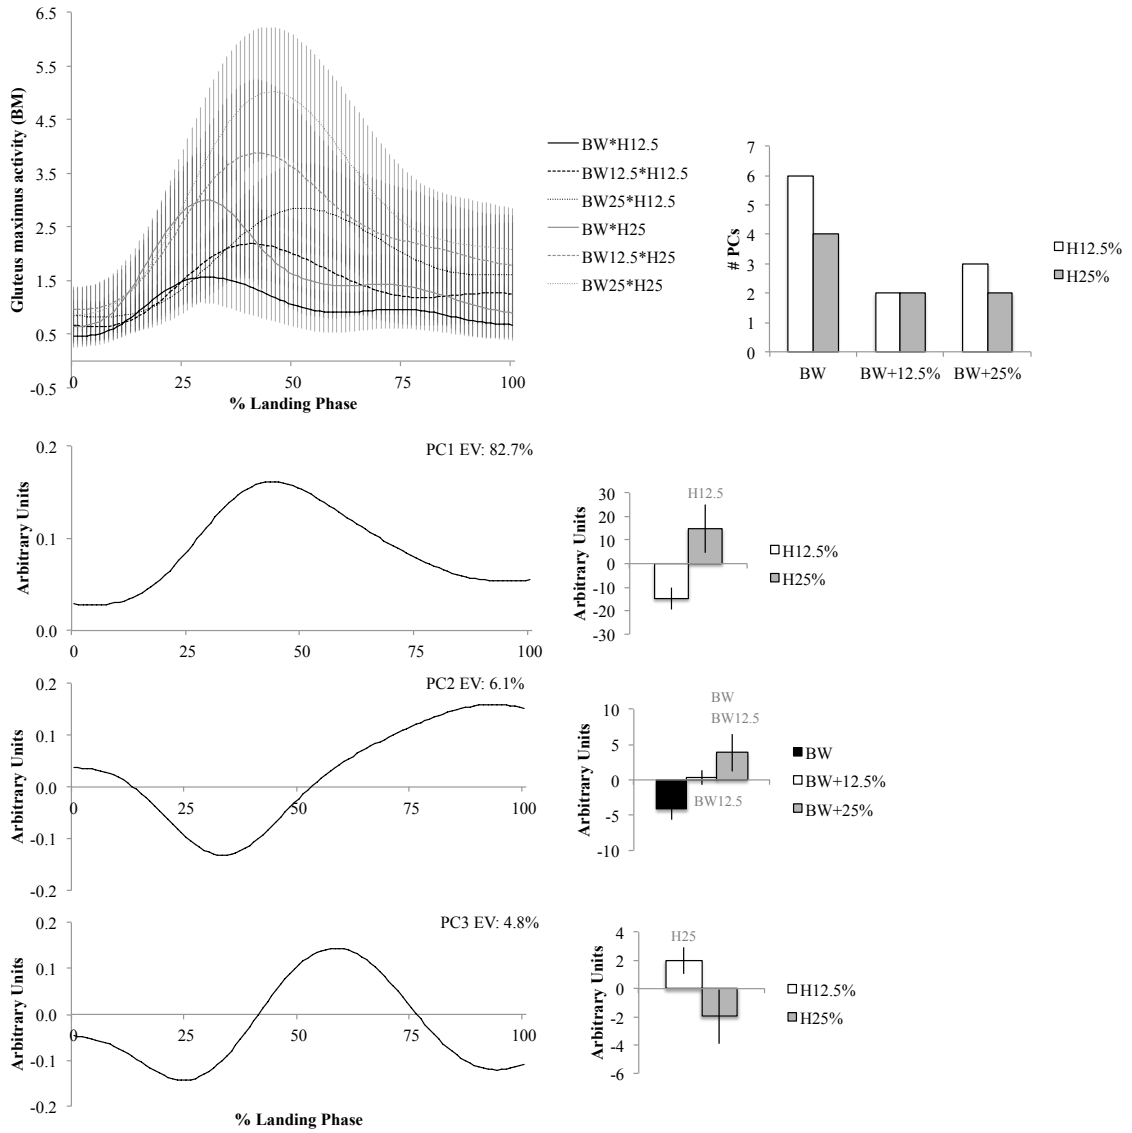 6.5
5.5
4.5
3.5
2.5
1.5
0.5
-0.5
Gluteus maximus activity (BM)
0 25 50 75 100
% Landing Phase
BW*H12.5
BW12.5*H12.5
BW25*H12.5
BW*H25
BW12.5*H25
BW25*H25
7
6
5
4
3
2
1
0
# PCs
BW BW+12.5% BW+25%
H12.5%
H25%
PC1 EV: 82.7%
0.2
0.1
0.0
Arbitrary Units
0 25 50 75 100
30
20
10
0
-10
-20
-30
Arbitrary Units
H12.5
H12.5%
H25%
PC2 EV: 6.1%
0.2
0.1
0.0
-0.1
-0.2
Arbitrary Units
0 25 50 75 100
10
5
0
-5
-10
Arbitrary Units
BW
BW12.5
BW12.5
BW
BW+12.5%
BW+25%
PC3 EV: 4.8%
0.2
0.1
0.0
-0.1
-0.2
Arbitrary Units
0 25 50 75 100
% Landing Phase
4
2
0
-2
-4
-6
Arbitrary Units
H25
H12.5%
H25%